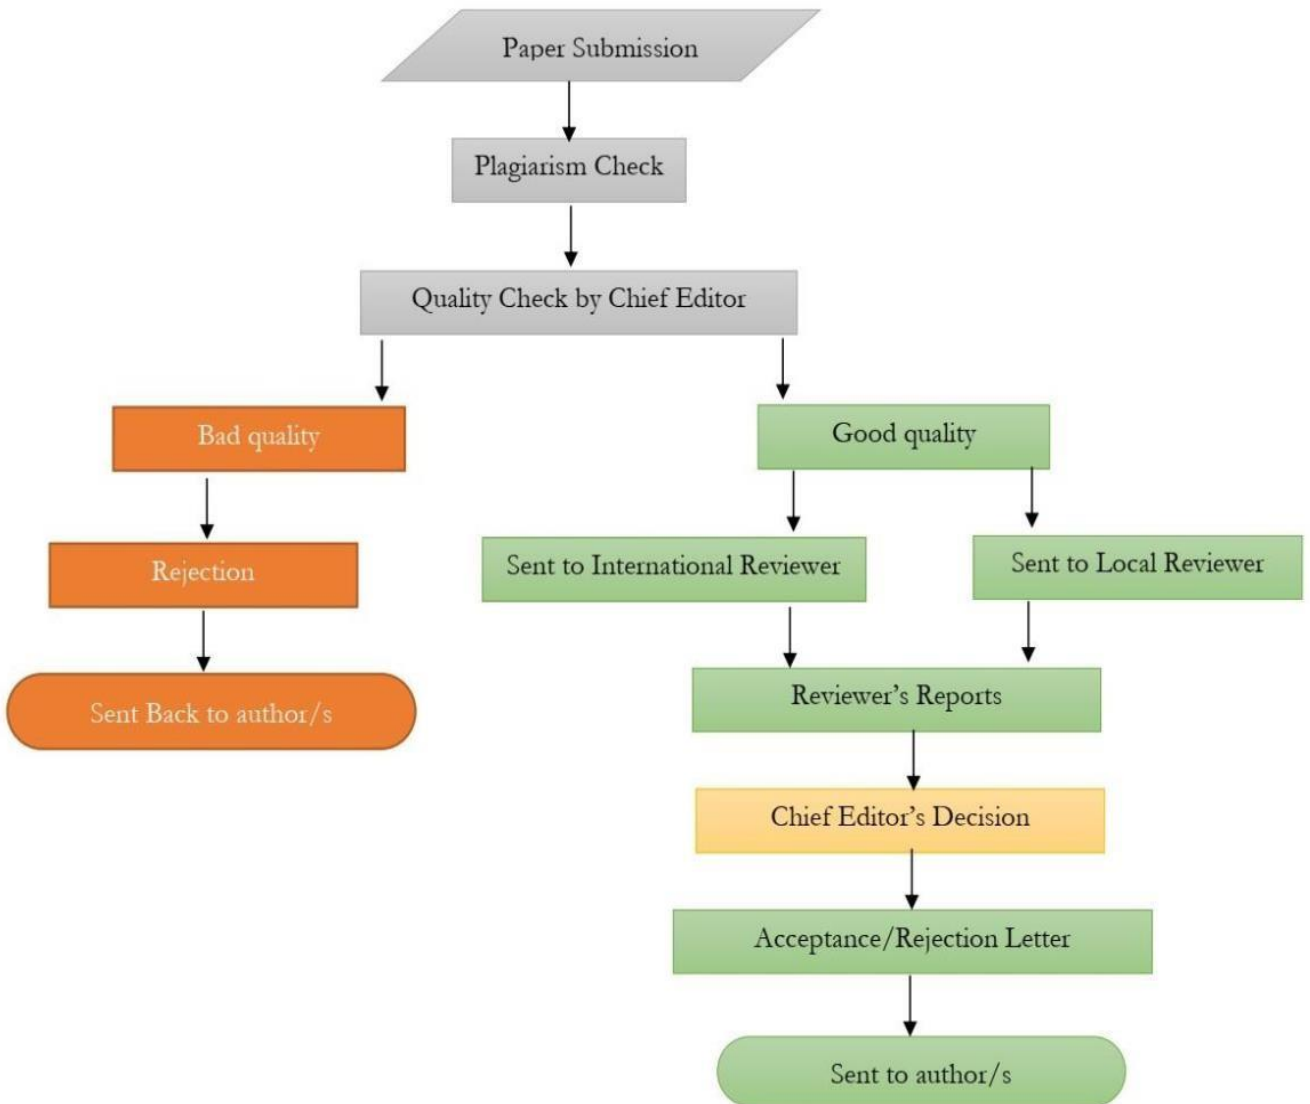 Paper Submission
Plagiarism Check
Quality Check by Chief Editor
Bad quality
Good quality
Rejection
Sent to International Reviewer
Sent to Local Reviewer
Sent Back to author/s
Reviewer’s Reports
Chief Editor’s Decision
Acceptance/Rejection Letter
Sent to author/s